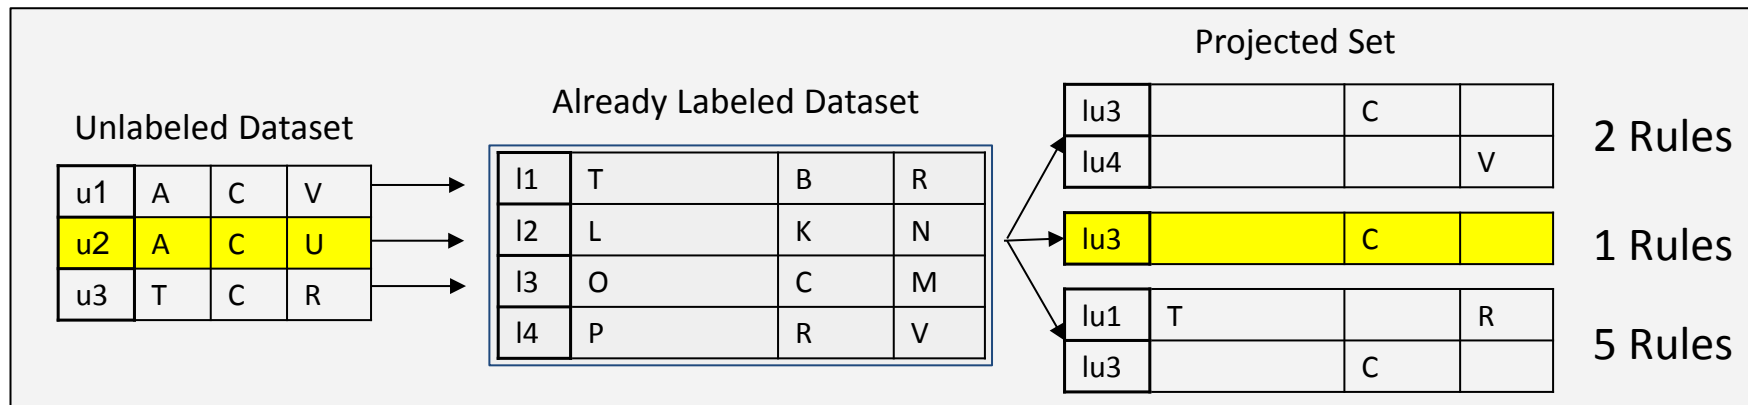 Unlabeled Dataset
u1 A C V
u2 A C U
u3 T C R
Already Labeled Dataset
l1 T B R
l2 L K N
l3 O C M
l4 P R V
Projected Set
lu3 C
lu4 V
2 Rules
lu3 C
1 Rules
lu1 T R
lu3 C
5 Rules